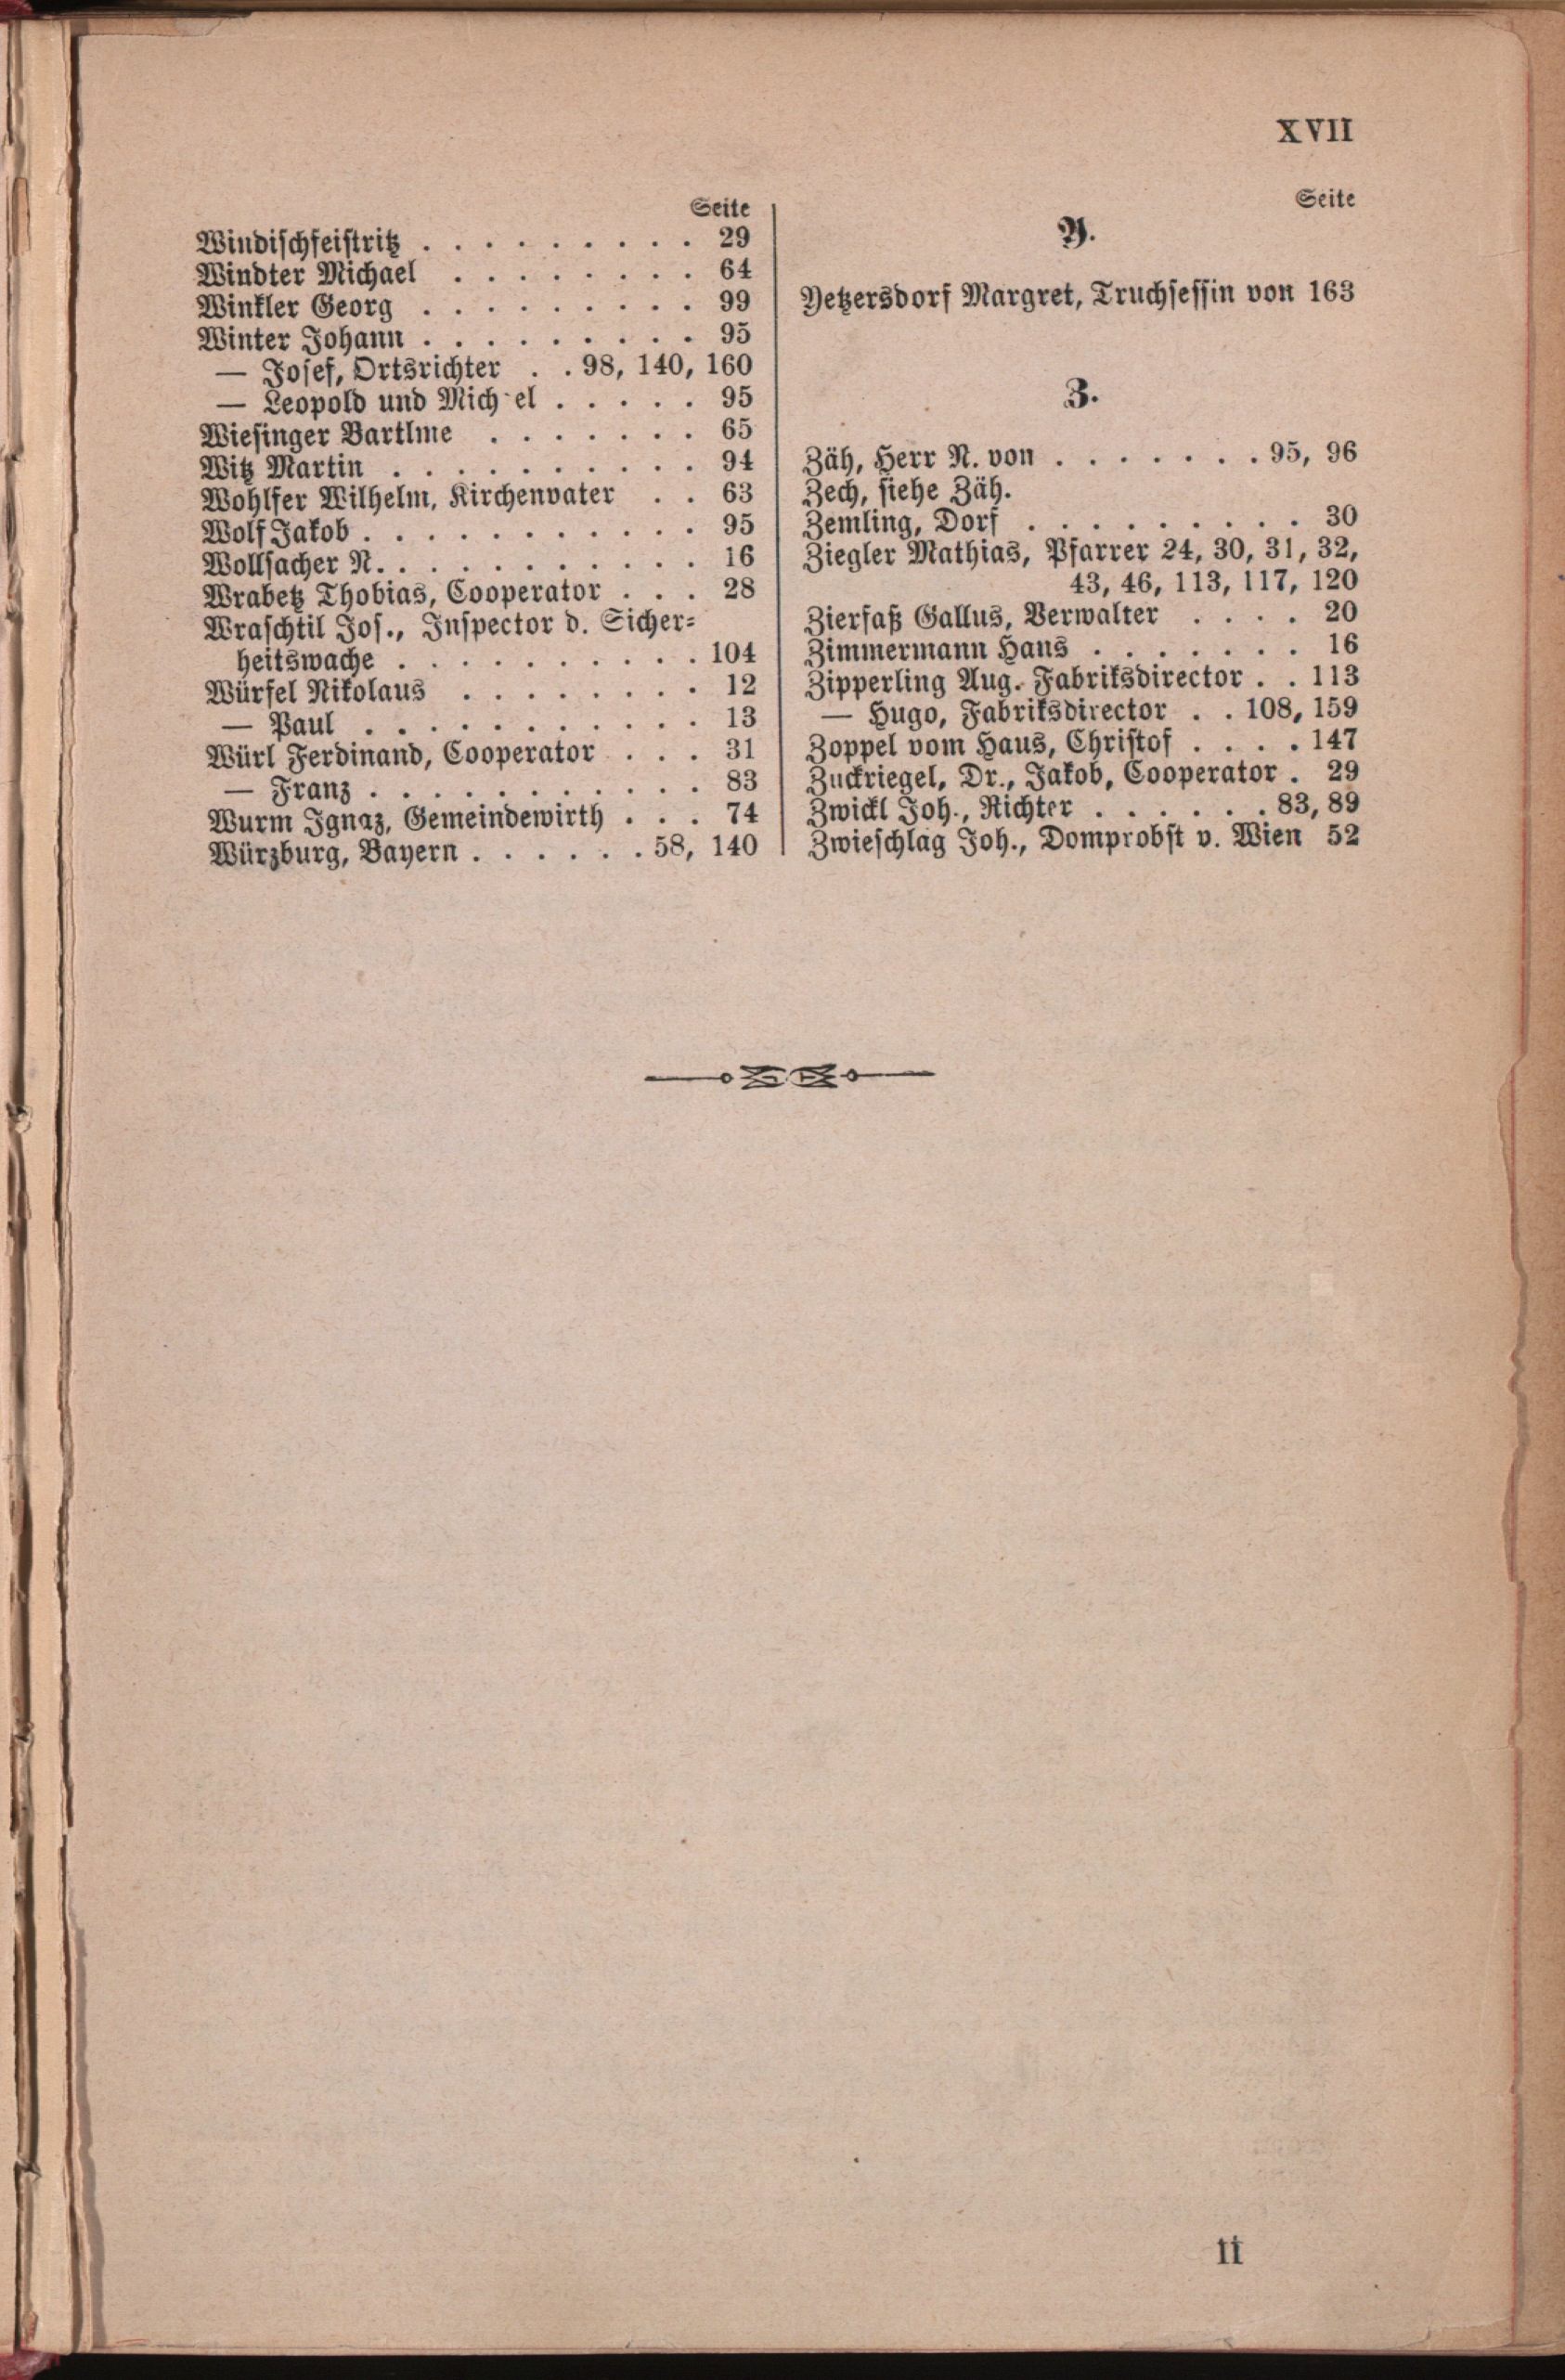 XVII
Seite
Windischfeistritz . . . . . . . . . 29
Windter Michael . . . . . . . . 64
Winkler Georg . . . . . . . . . 99
Winter Johann . . . . . . . . . 95
— Josef, Ortsrichter . . 98, 140, 160
— Leopold und Mich el . . . . . 95
Wiesinger Bartlme . . . . . . . 65
Witz Martin . . . . . . . . . . 94
Wohlfer Wilhelm, Kirchenvater . . 63
Wolf Jakob . . . . . . . . . . . 95
Wollsacher N. . . . . . . . . . . 16
Wrabetz Thobias, Cooperator . . . 28
Wraschtil Jos., Inspector d. Sicher-
heitswache . . . . . . . . . . 104
Würfel Nikolaus . . . . . . . . 12
— Paul . . . . . . . . . . . 13
Würl Ferdinand, Cooperator . . . 31
— Franz . . . . . . . . . . . 83
Wurm Ignaz, Gemeindewirth . . . 74
Würzburg, Bayern . . . . . . 58, 140
Seite
Y.
Yetzersdorf Margret, Truchsessin von 163
Z.
Zäh, Herr N. von . . . . . . . 95, 96
Zech, siehe Zäh.
Zemling, Dorf . . . . . . . . . 30
Ziegler Mathias, Pfarrer 24, 30, 31, 32,
43, 46, 113, 117, 120
Zierfaß Gallus, Verwalter . . . . 20
Zimmermann Hans . . . . . . . 16
Zipperling Aug. Fabriksdirector . . 113
— Hugo, Fabriksdirector . . 108, 159
Zoppel vom Haus, Christof . . . . 147
Zuckriegel, Dr., Jakob, Cooperator . 29
Zwickl Joh., Richter . . . . . . 83, 89
Zwieschlag Joh., Domprobst v. Wien 52
II